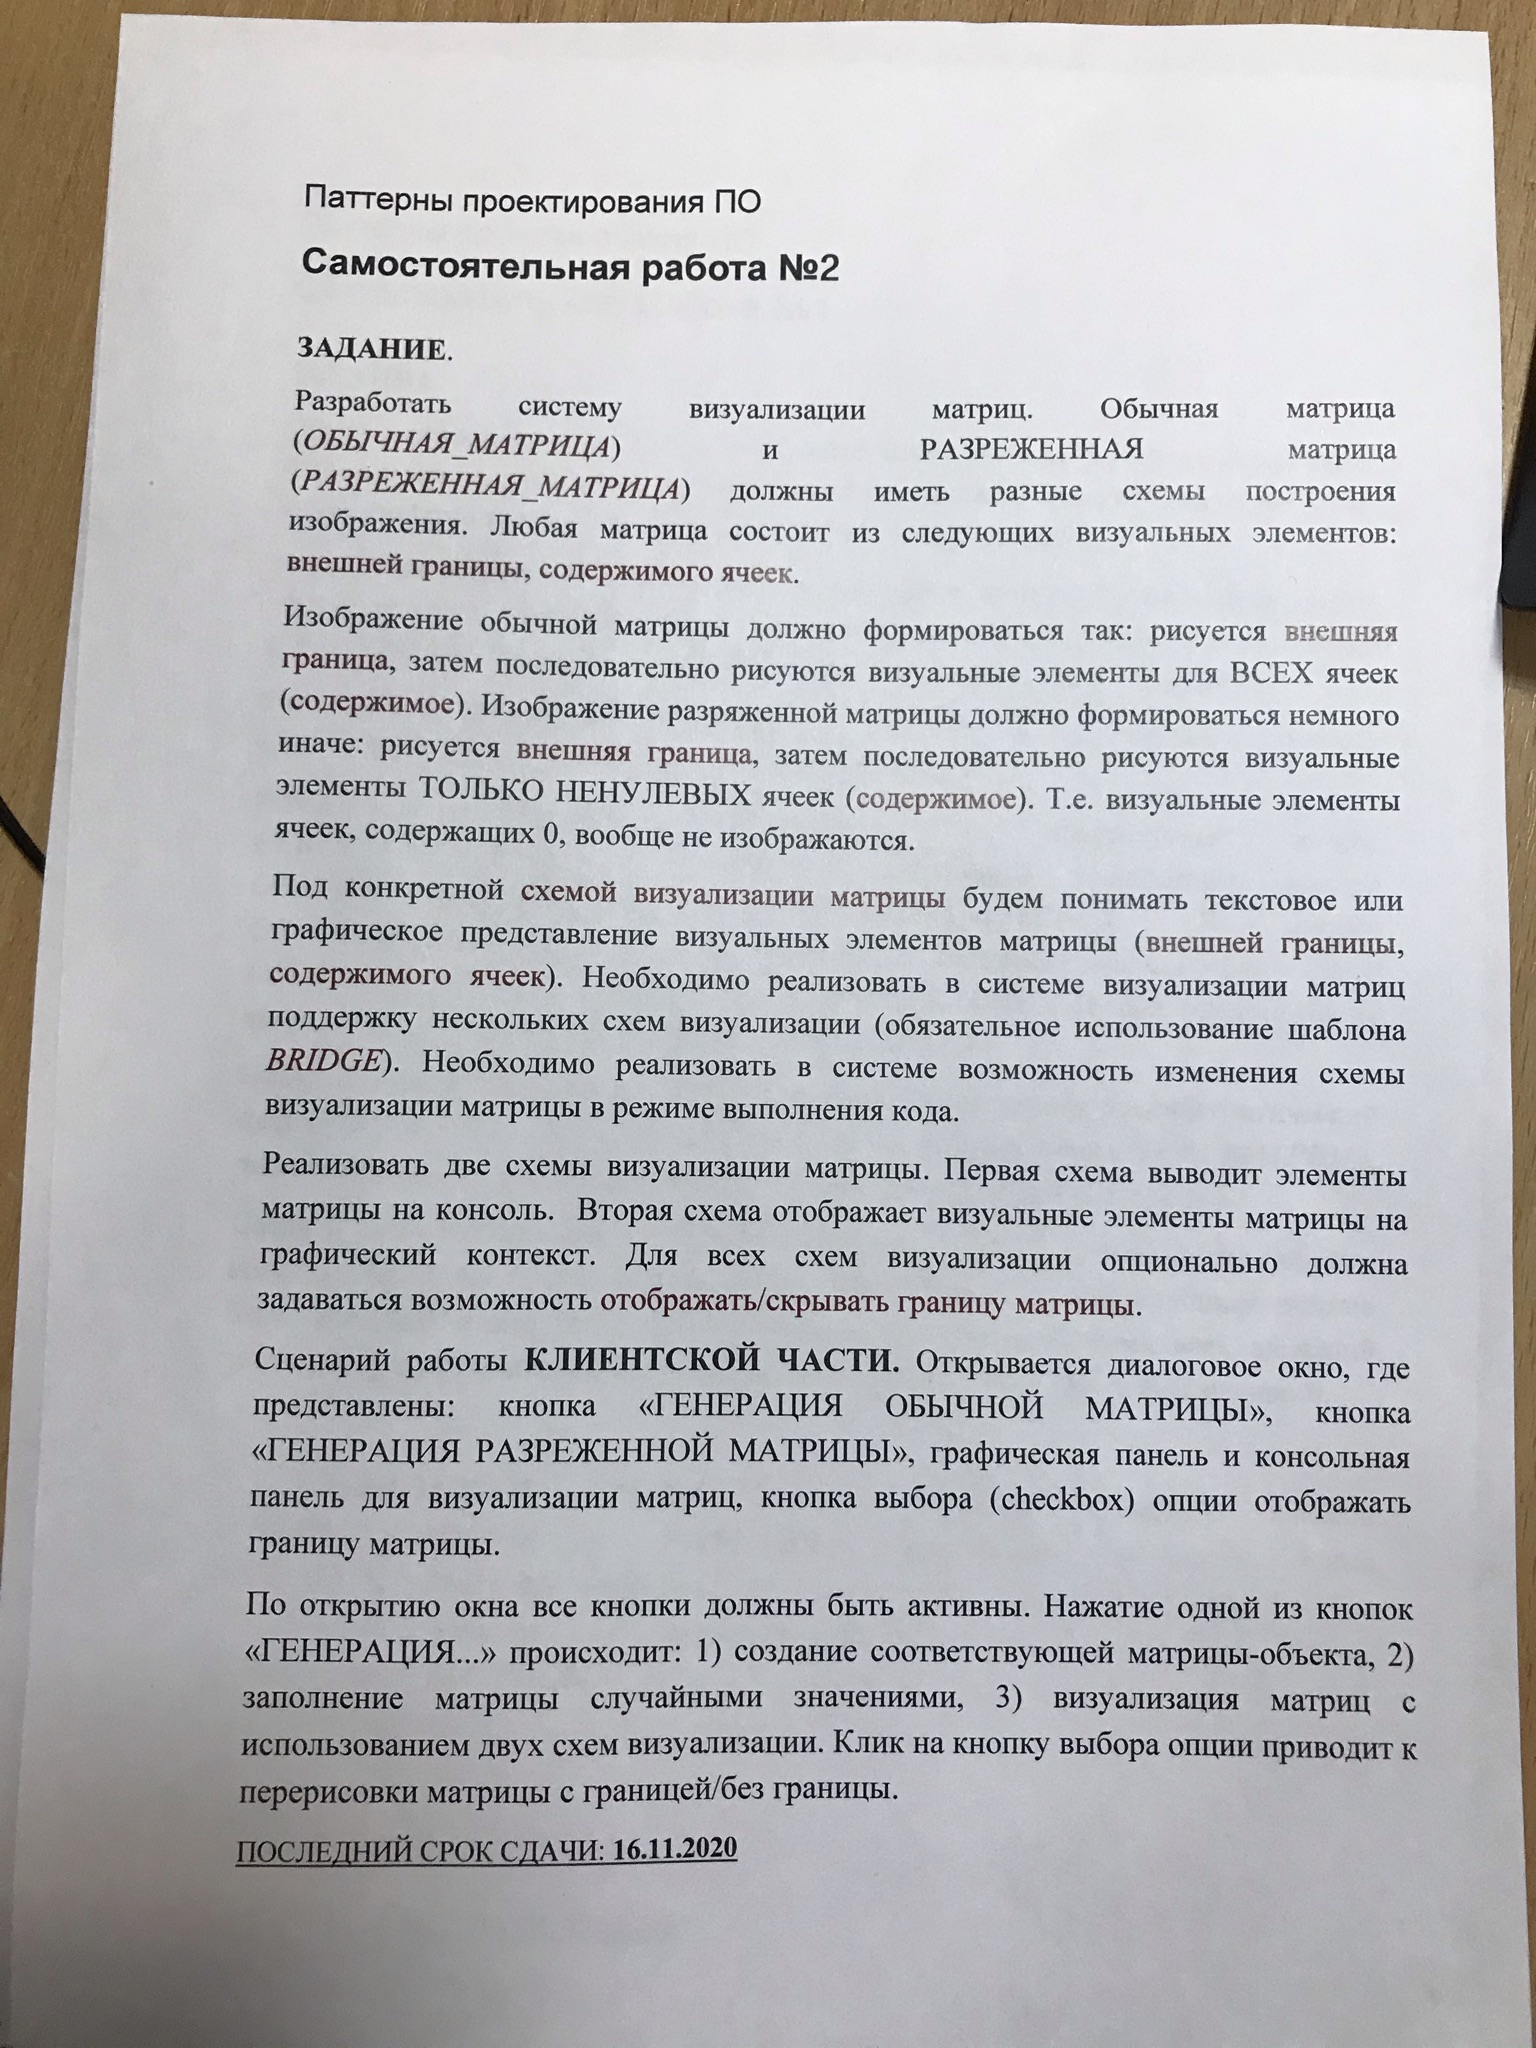 Паттерны проектирования ПО
Самостоятельная работа №2
ЗАДАНИЕ.
Разработать систему визуализации матриц. Обычная матрица
(ОБЫЧНАЯ_МАТРИЦА) и РАЗРЕЖЕННАЯ матрица
(РАЗРЕЖЕННАЯ_МАТРИЦА) должны иметь разные схемы построения
изображения. Любая матрица состоит из следующих визуальных элементов:
внешней границы, содержимого ячеек.
Изображение обычной матрицы должно формироваться так: рисуется внешняя
граница, затем последовательно рисуются визуальные элементы для ВСЕХ ячеек
(содержимое). Изображение разряженной матрицы должно формироваться немного
иначе: рисуется внешняя граница, затем последовательно рисуются визуальные
элементы ТОЛЬКО НЕНУЛЕВЫХ ячеек (содержимое). Т.е. визуальные элементы
ячеек, содержащих 0, вообще не изображаются.
Под конкретной схемой визуализации матрицы будем понимать текстовое или
графическое представление визуальных элементов матрицы (внешней границы,
содержимого ячеек). Необходимо реализовать в системе визуализации матриц
поддержку нескольких схем визуализации (обязательное использование шаблона
BRIDGE). Необходимо реализовать в системе возможность изменения схемы
визуализации матрицы в режиме выполнения кода.
Реализовать две схемы визуализации матрицы. Первая схема выводит элементы
матрицы на консоль. Вторая схема отображает визуальные элементы матрицы на
графический контекст. Для всех схем визуализации опционально должна
задаваться возможность отображать/скрывать границу матрицы.
Сценарий работы КЛИЕНТСКОЙ ЧАСТИ. Открывается диалоговое окно, где
представлены: кнопка «ГЕНЕРАЦИЯ ОБЫЧНОЙ МАТРИЦЫ», кнопка
«ГЕНЕРАЦИЯ РАЗРЕЖЕННОЙ МАТРИЦЫ», графическая панель и консольная
панель для визуализации матриц, кнопка выбора (checkbox) опции отображать
границу матрицы.
По открытию окна все кнопки должны быть активны. Нажатие одной из кнопок
«ГЕНЕРАЦИЯ...» происходит: 1) создание соответствующей матрицы-объекта, 2)
заполнение матрицы случайными значениями, 3) визуализация матриц с
использованием двух схем визуализации. Клик на кнопку выбора опции приводит к
перерисовки матрицы с границей/без границы.
ПОСЛЕДНИЙ СРОК СДАЧИ: 16.11.2020